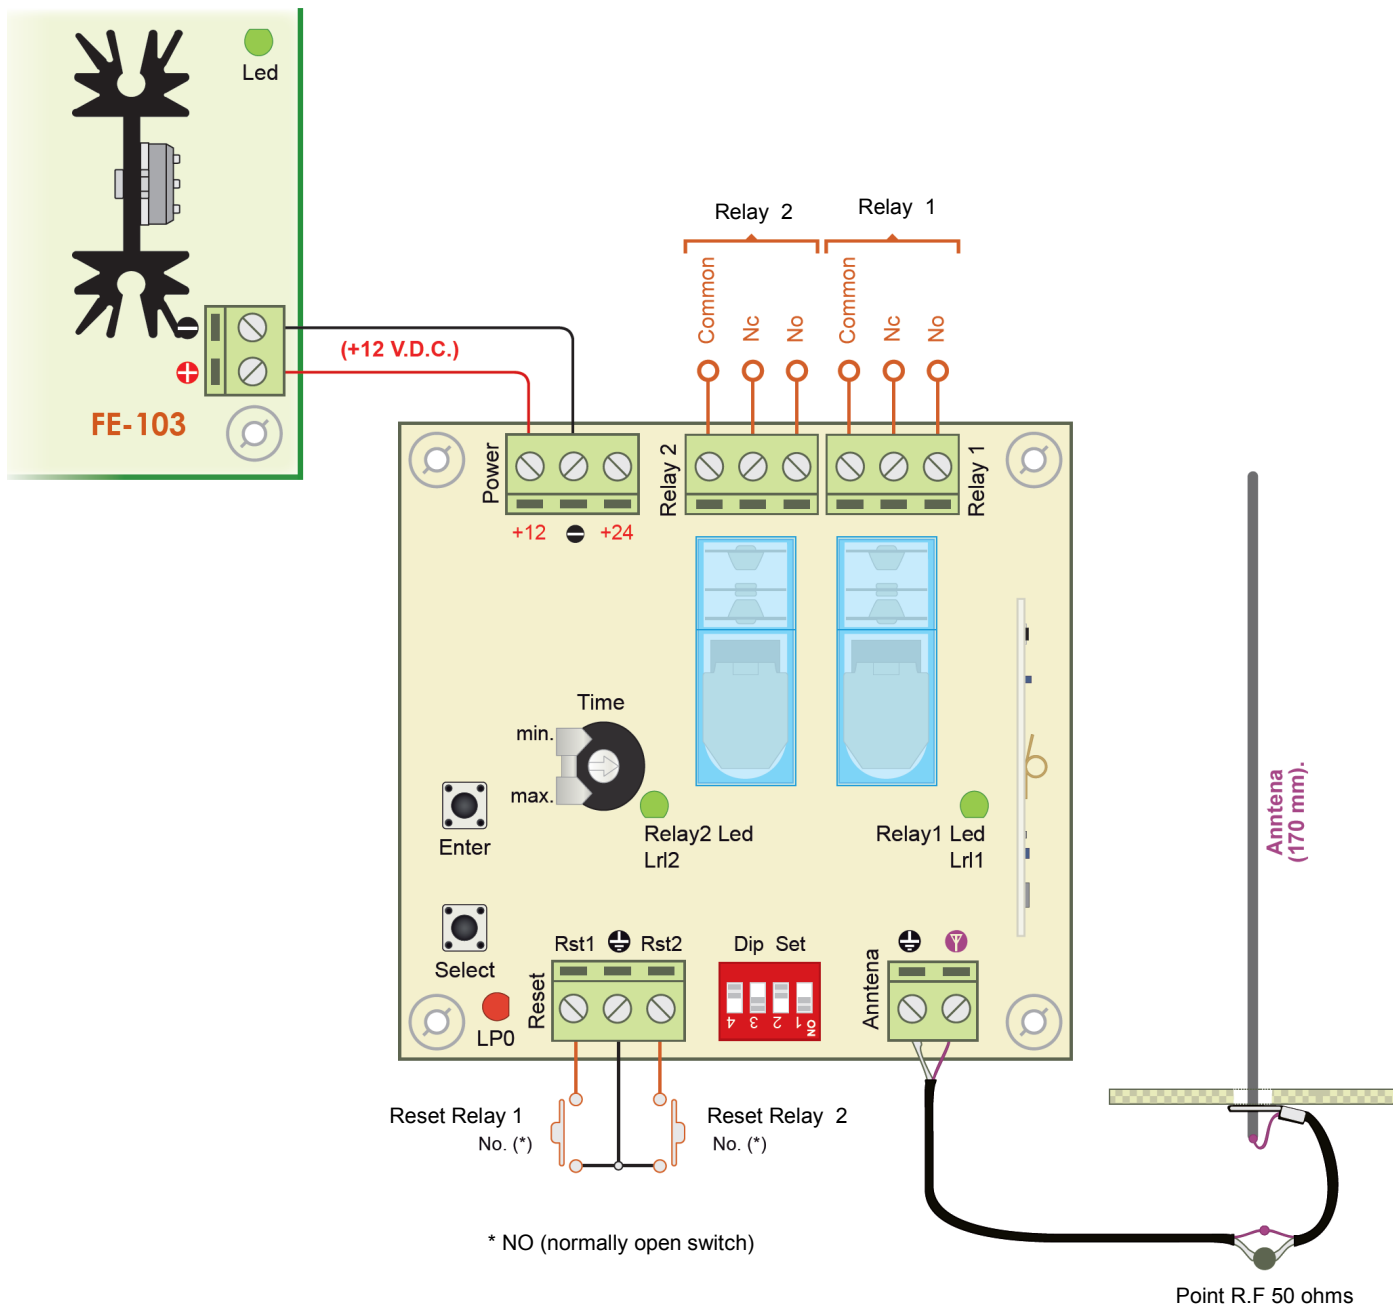 Led
(+12 V.D.C.)
FE-103
Relay 2
Relay 1
Common
Nc
No
Common
Nc
No
Power
+12
+24
Relay 2
Relay 1
Time
min.
max.
Enter
Relay2 Led
Lrl2
Relay1 Led
Lrl1
Anntena
(170 mm).
Select
LP0
Reset
Rst1
Rst2
Dip Set
4 3 2 1
ON
Anntena
Reset Relay 1
No. (*)
Reset Relay 2
No. (*)
* NO (normally open switch)
Point R.F 50 ohms